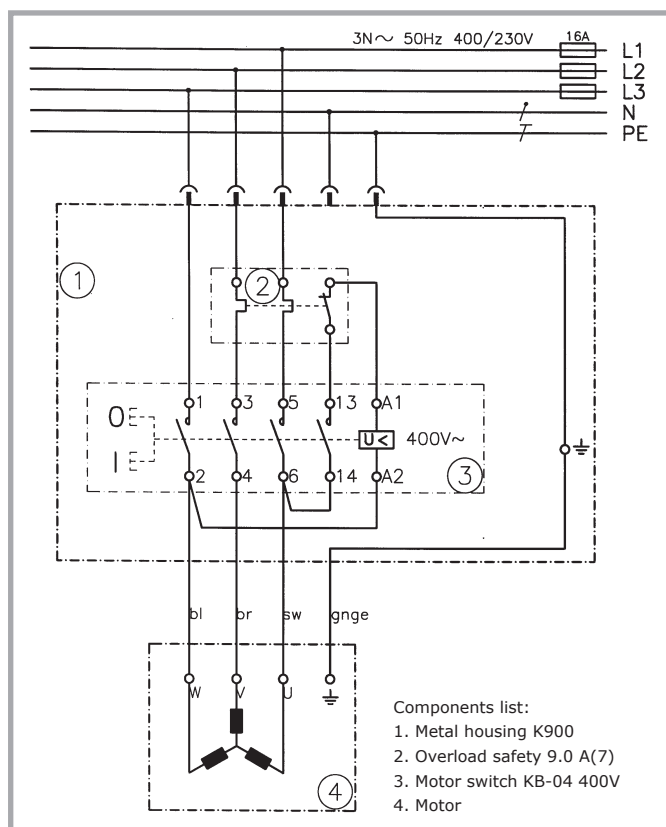 3N~ 50Hz 400/230V 16A L1
L2
L3
N
PE
1
2
1 3 5 13 A1
0
U< 400V~
I
2 4 6 14 A2 3
bl br sw gnge
W V U
4
Components list:
1. Metal housing K900
2. Overload safety 9.0 A(7)
3. Motor switch KB-04 400V
4. Motor